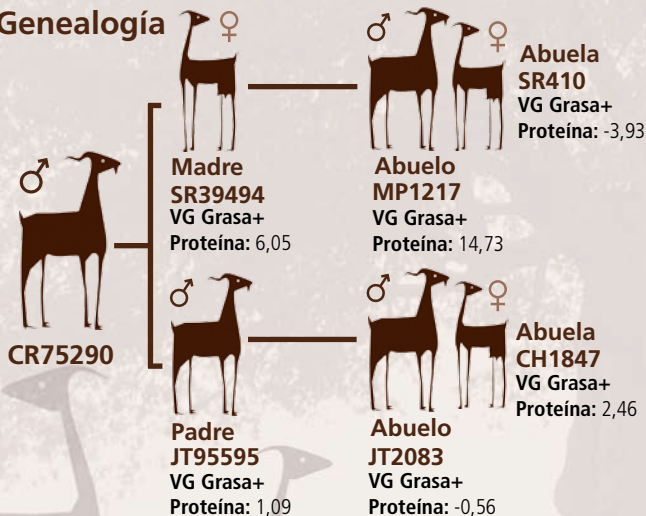 Genealogía
♀
♂
♀
Abuela
SR410
VG Grasa+
Proteína: -3,93
♂
Madre
SR39494
VG Grasa+
Proteína: 6,05
Abuelo
MP1217
VG Grasa+
Proteína: 14,73
CR75290
♂
♂
♀
Abuela
CH1847
VG Grasa+
Proteína: 2,46
Padre
JT95595
VG Grasa+
Proteína: 1,09
Abuelo
JT2083
VG Grasa+
Proteína: -0,56